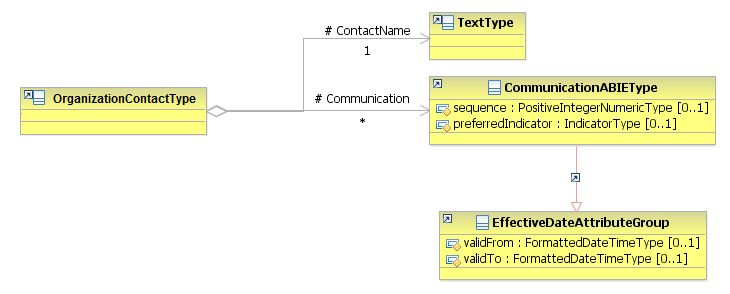 TextType
# ContactName
1
OrganizationContactType
# Communication
*
CommunicationABIEType
sequence : PositiveIntegerNumericType [0..1]
preferredIndicator : IndicatorType [0..1]
EffectiveDateAttributeGroup
validFrom : FormattedDateTimeType [0..1]
validTo : FormattedDateTimeType [0..1]